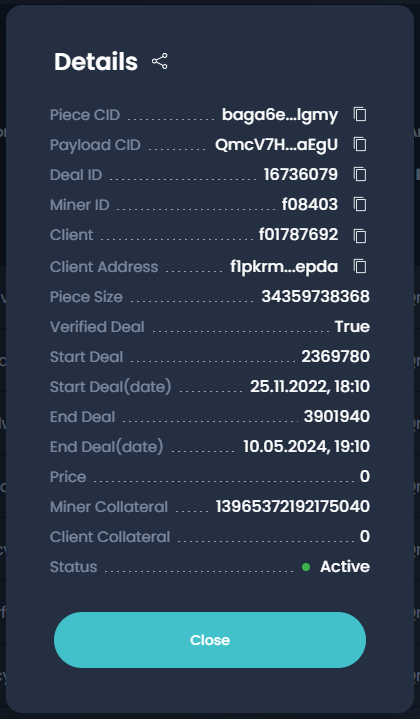 Details
Piece CID baga6e...lgmy
Payload CID QmcV7H...aEgU
Deal ID 16736079
Miner ID f08403
Client f01787692
Client Address f1pkrm...epda
Piece Size 34359738368
Verified Deal True
Start Deal 2369780
Start Deal(date) 25.11.2022, 18:10
End Deal 3901940
End Deal(date) 10.05.2024, 19:10
Price 0
Miner Collateral 13965372192175040
Client Collateral 0
Status Active
Close